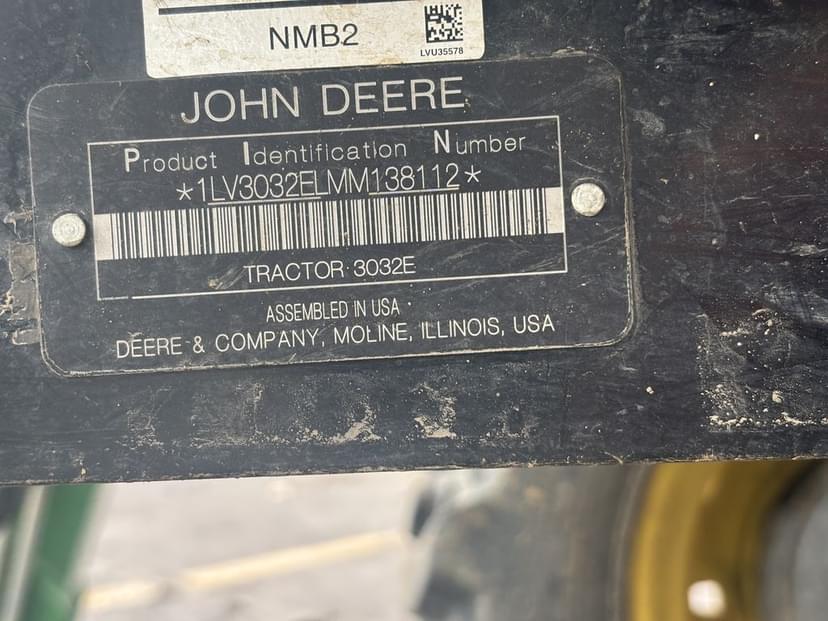 NMB2
LVU35578
JOHN DEERE
Product Identification Number
*1LV3032ELMM138112*
TRACTOR 3032E
ASSEMBLED IN USA
DEERE & COMPANY, MOLINE, ILLINOIS, USA